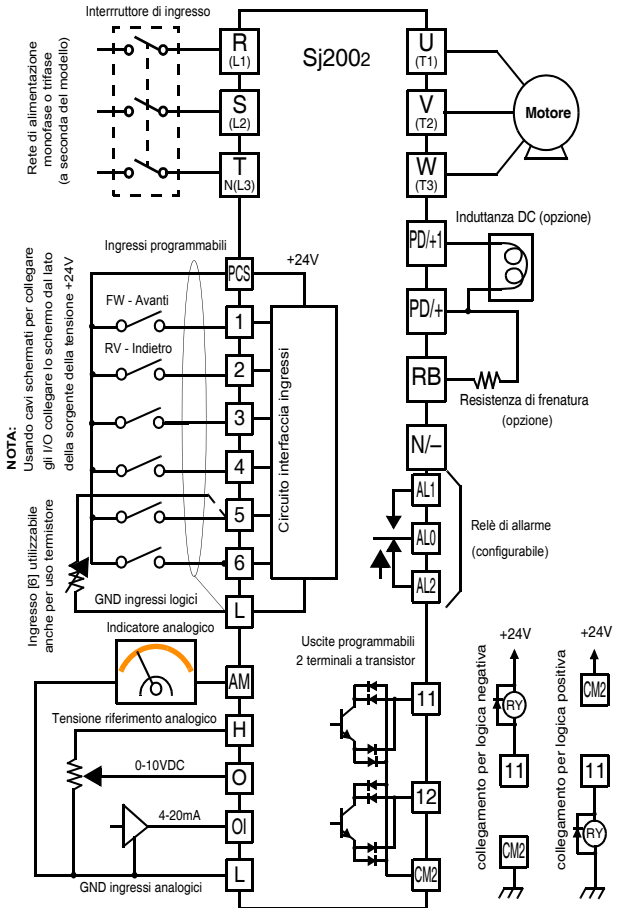 Interrruttore di ingresso
Rete di alimentazione
monofase o trifase
(a seconda del modello)
R
(L1)
S
(L2)
T
N(L3)
Sj2002
U
(T1)
V
(T2)
W
(T3)
Motore
Induttanza DC (opzione)
PD/+1
PD/+
RB
Resistenza di frenatura
(opzione)
N/–
AL1
AL0
AL2
Relè di allarme
(configurabile)
Ingressi programmabili
+24V
PCS
FW - Avanti
1
RV - Indietro
2
3
4
5
6
L
Circuito interfaccia ingressi
NOTA:
Usando cavi schermati per collegare
gli I/O collegare lo schermo dal lato
della sorgente della tensione +24V
Ingresso [6] utilizzabile
anche per uso termistore
GND ingressi logici
Indicatore analogico
AM
Tensione riferimento analogico
H
0-10VDC
O
4-20mA
OI
L
GND ingressi analogici
Uscite programmabili
2 terminali a transistor
11
12
CM2
collegamento per logica negativa
+24V
RY
11
CM2
collegamento per logica positiva
+24V
CM2
11
RY